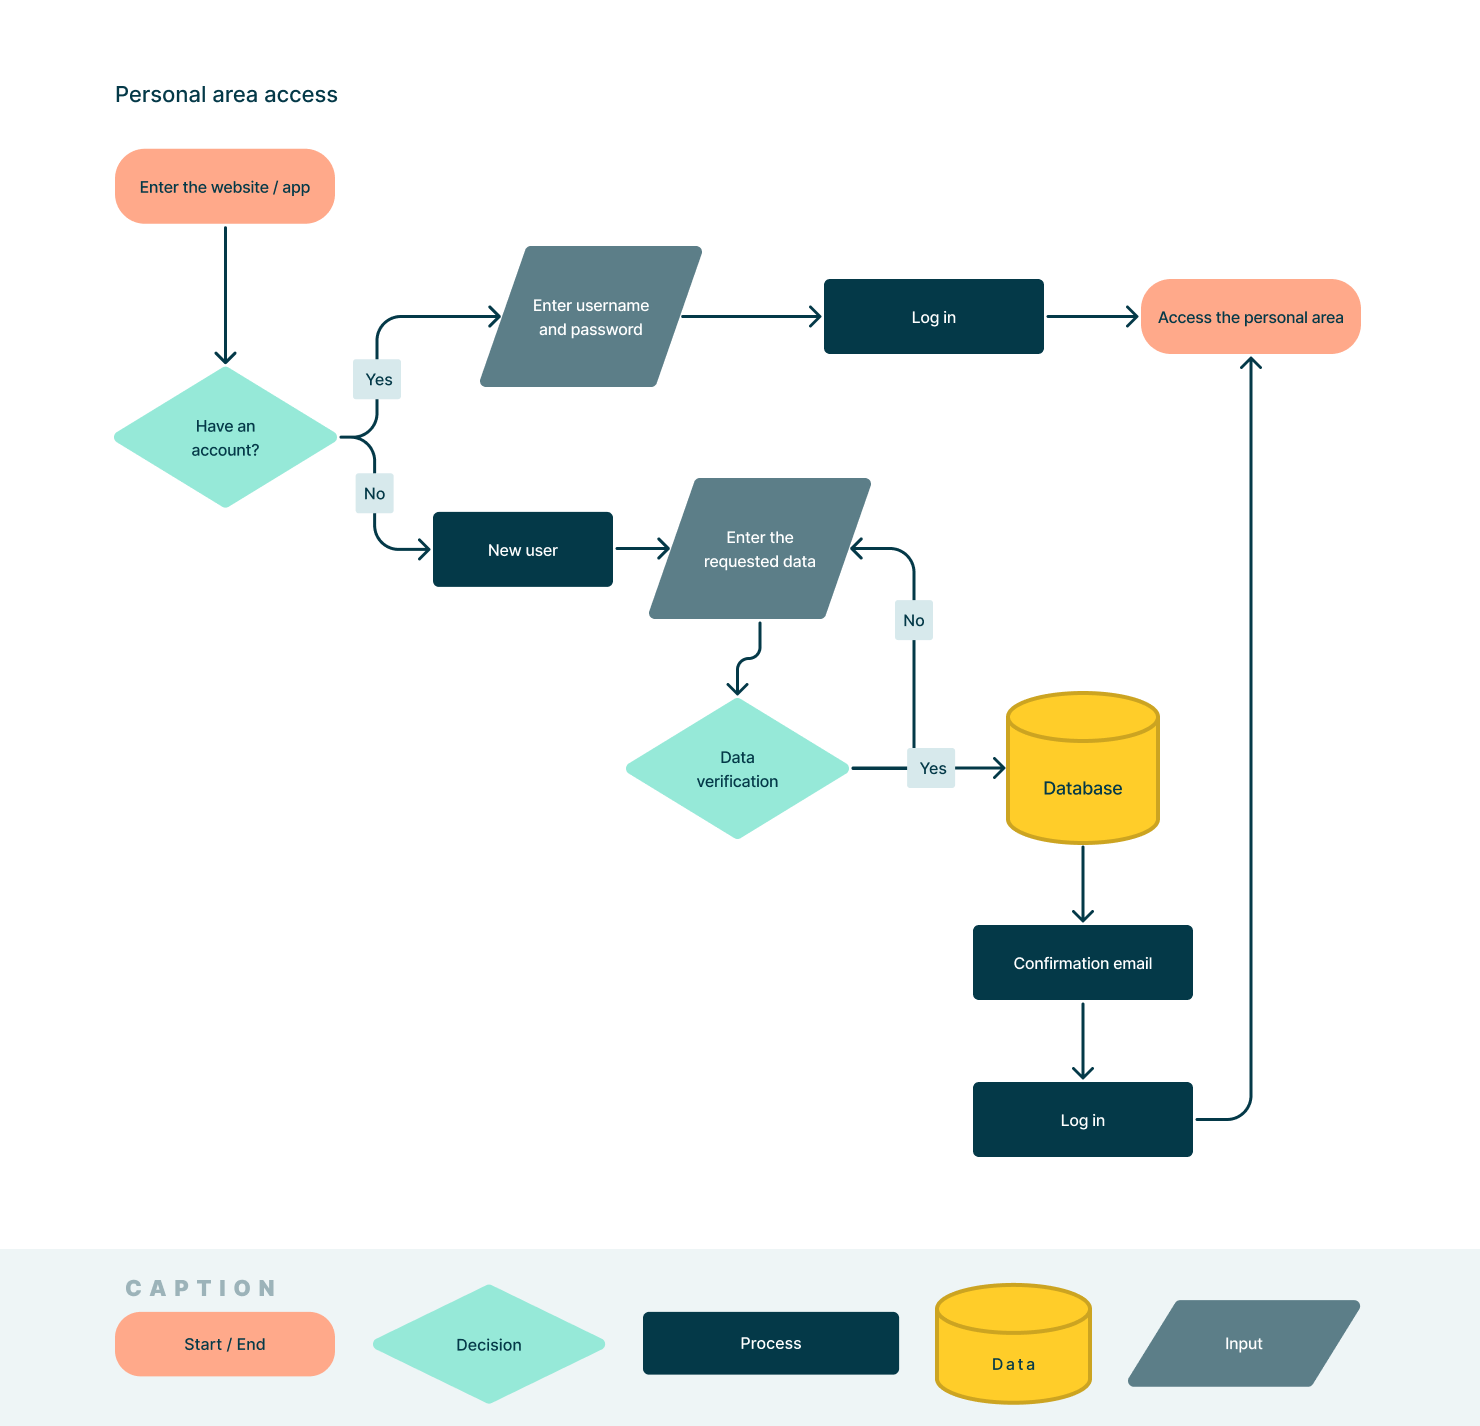 Personal area access
Enter the website / app
Have an
account?
Yes
No
Enter username
and password
Log in
Access the personal area
New user
Enter the
requested data
No
Data
verification
Yes
Database
Confirmation email
Log in
CAPTION
Start / End
Decision
Process
Data
Input